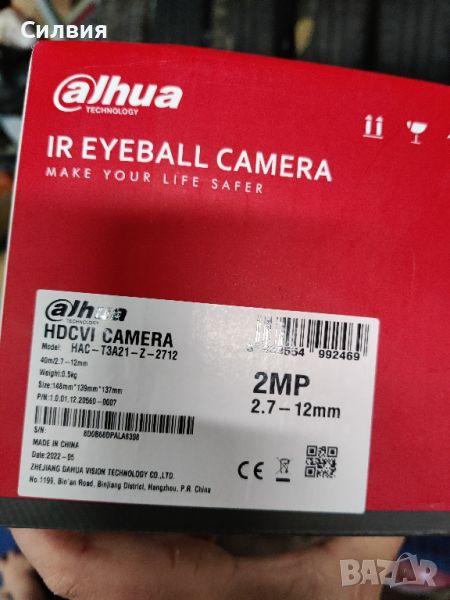 Силвия
alhua
TECHNOLOGY
IR EYEBALL CAMERA
MAKE YOUR LIFE SAFER
alhua
TECHNOLOGY
HDCVI CAMERA
Model: HAC-T3A21-Z-2712
40m/2.7-12mm
Weight:0.5kg
Size:148mm*139mm*137mm
P/N:1.0.01.12.20560-0007
992469
2MP
2.7-12mm
S/N:
MADE IN CHINA
Date:2022-05
ZHEJIANG DAHUA VISION TECHNOLOGY CO.,LTD.
No.1199, Bin'an Road, Binjiang District, Hangzhou, P.R. China
CE
BAZAR